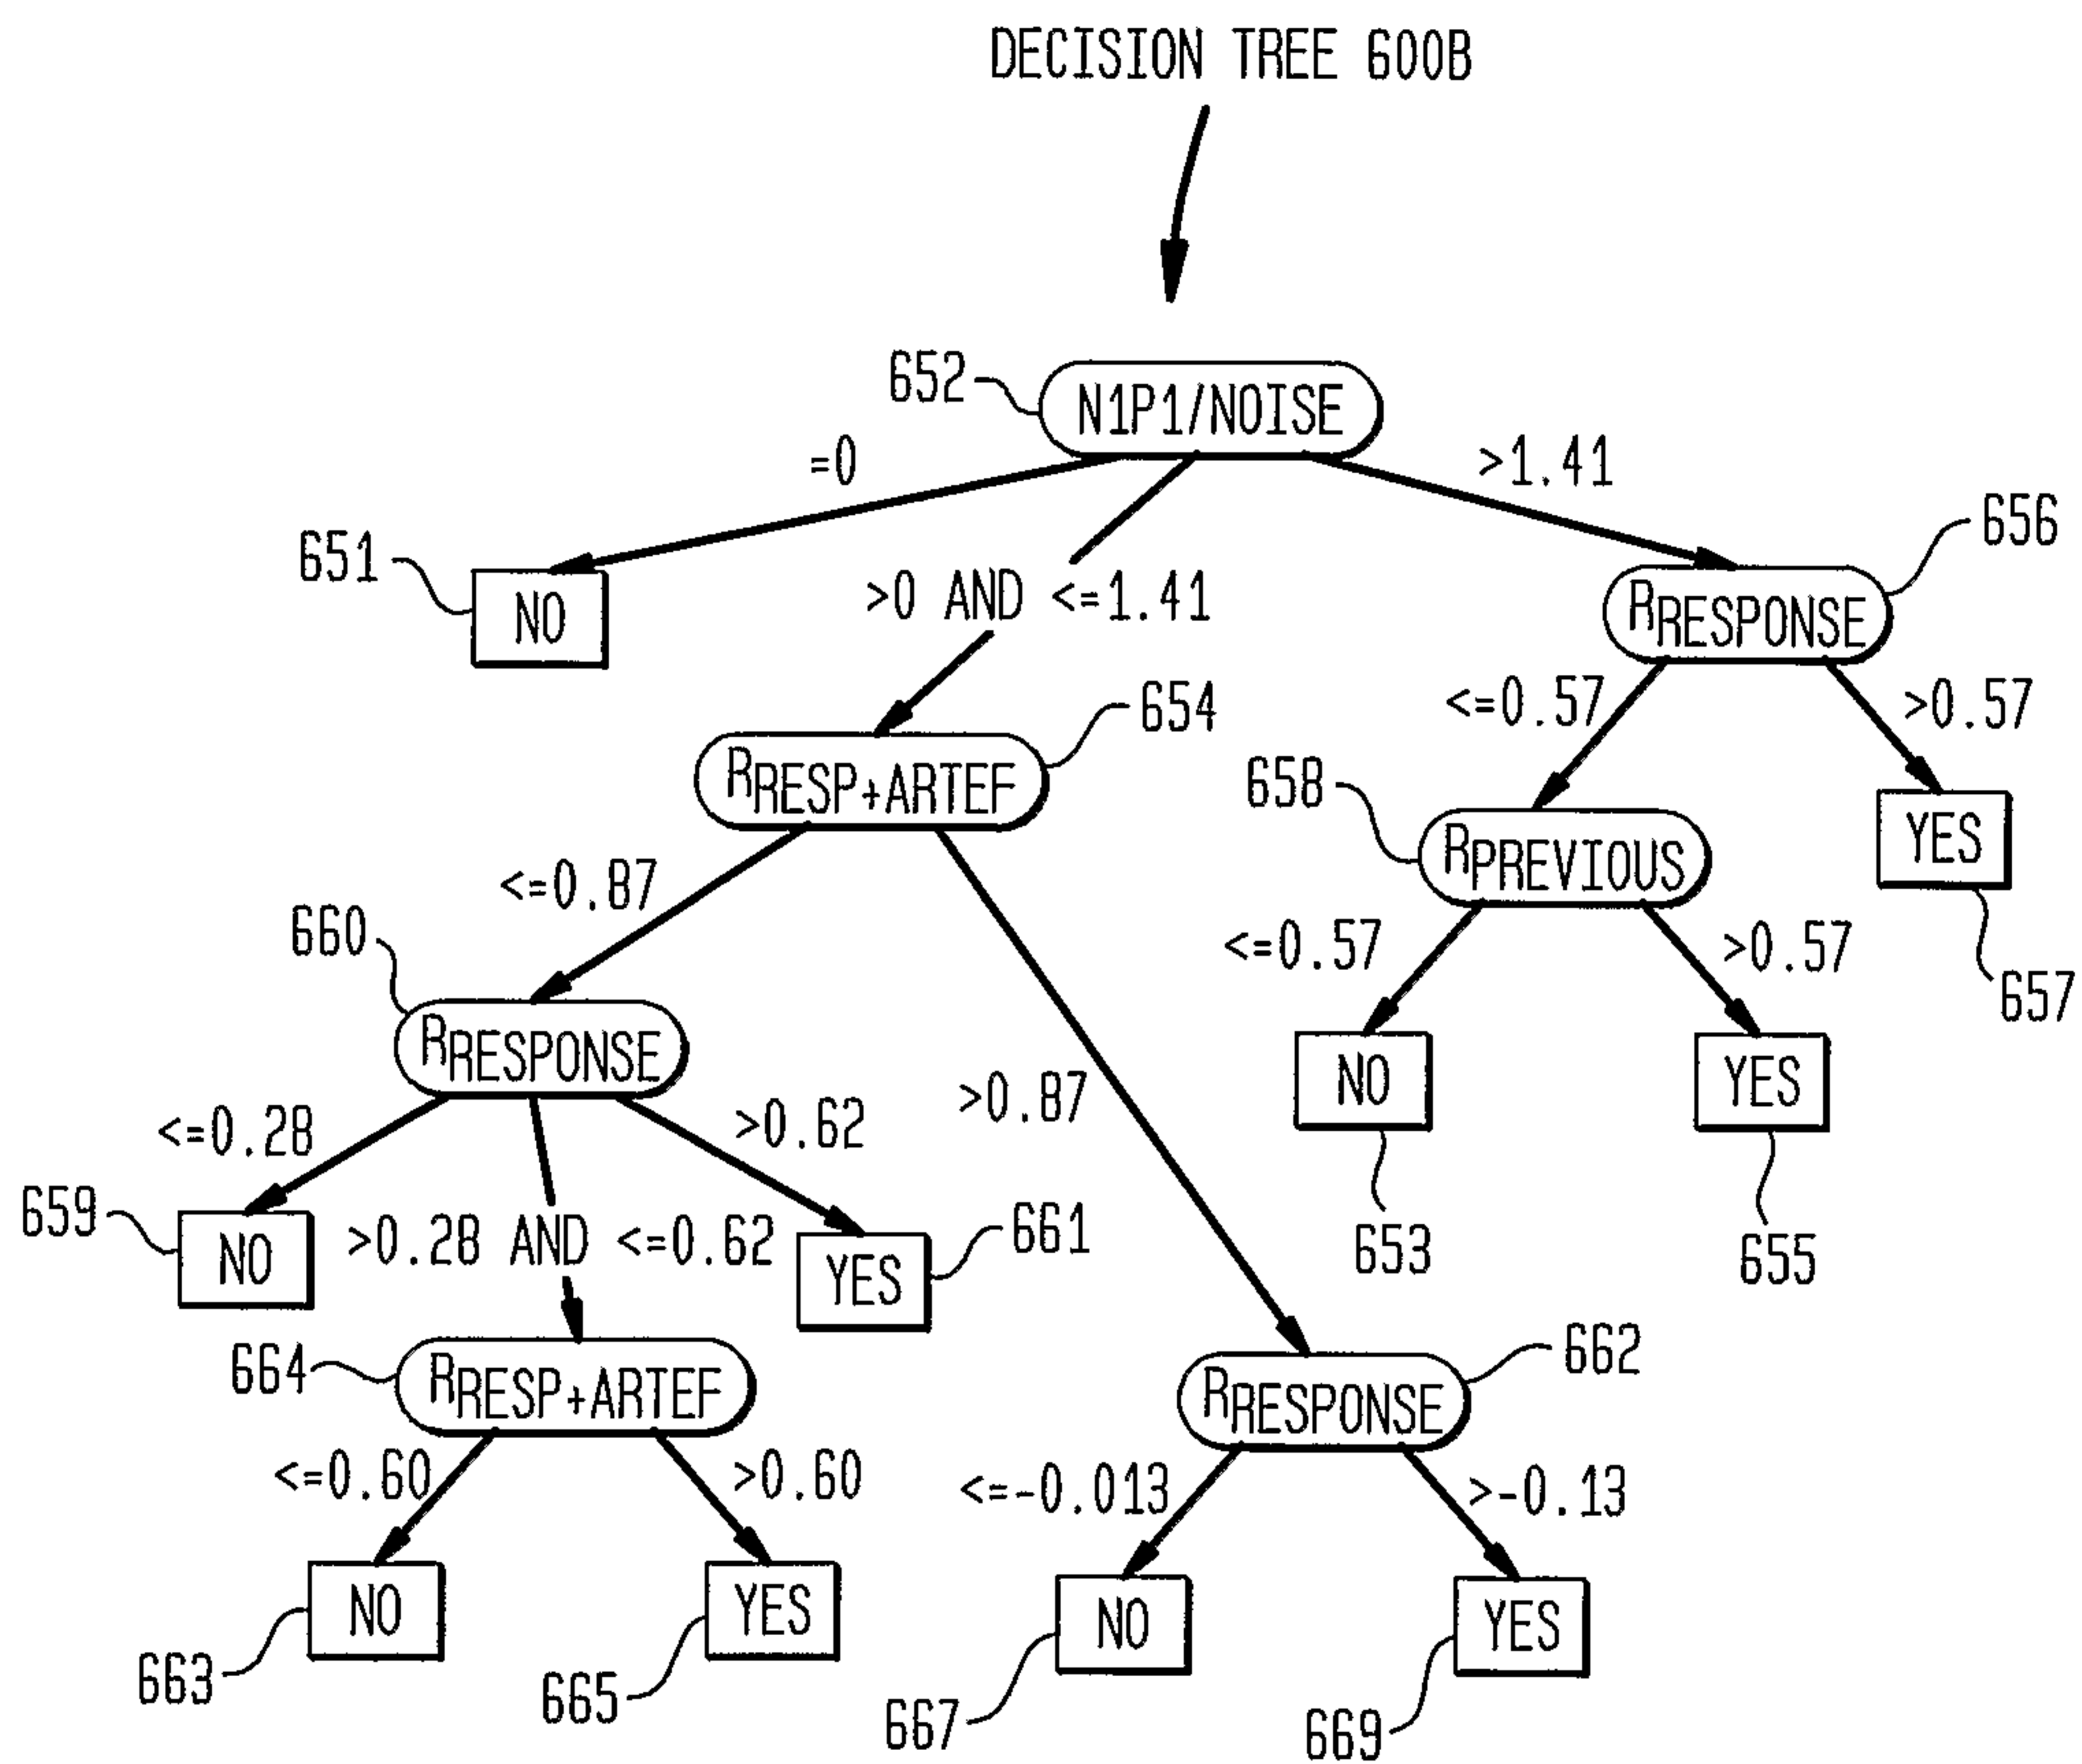 DECISION TREE 600B
652
N1P1/NOISE
=0
>1.41
656
651
NO
>0 AND <=1.41
RRESPONSE
654
<=0.57
>0.57
RRESP+ARTEF
658
YES
RPREVIOUS
<=0.87
660
<=0.57
>0.57
657
RRESPONSE
NO
YES
>0.87
<=0.28
>0.62
659
NO
>0.28 AND <=0.62
YES
661
653
655
664
RRESP+ARTEF
662
RRESPONSE
<=0.60
>0.60
<=-0.013
>-0.13
NO
YES
NO
YES
663
665
667
669